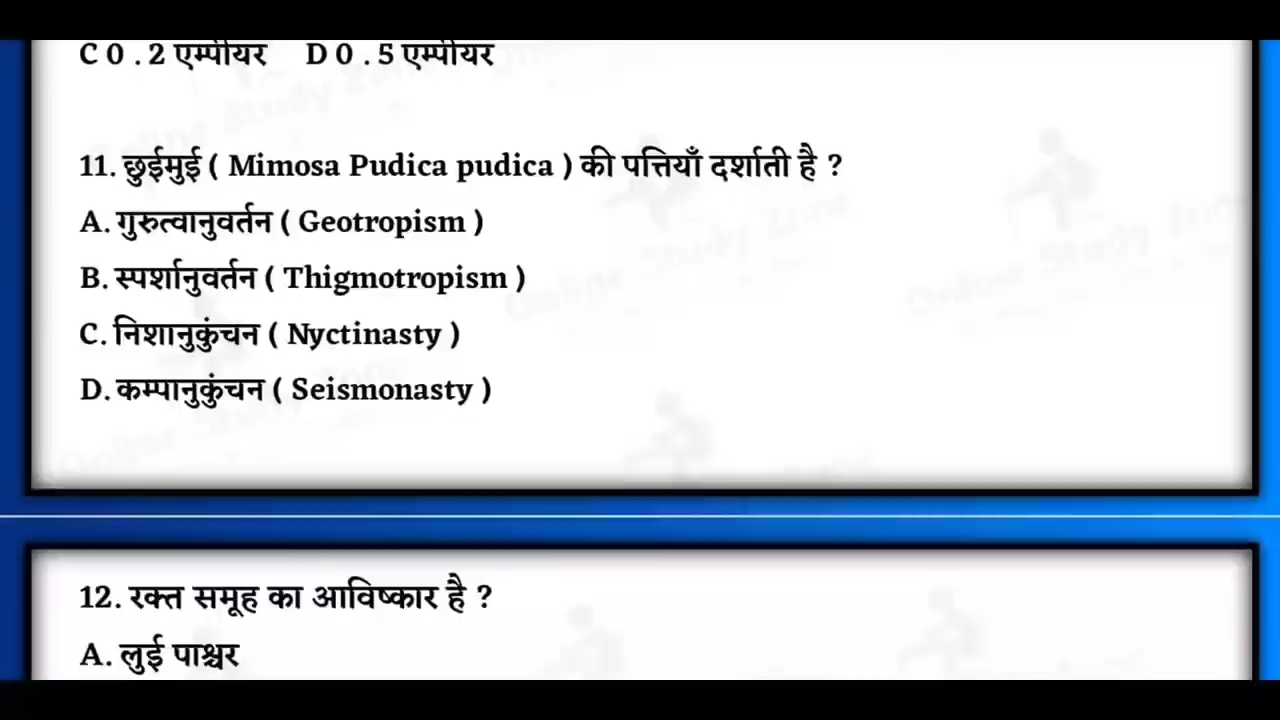 C 0 . 2 एम्पीयर D 0 . 5 एम्पीयर
11. छुईमुई ( Mimosa Pudica pudica ) की पत्तियाँ दर्शाती है ?
A. गुरुत्वानुवर्तन ( Geotropism )
B. स्पर्शानुवर्तन ( Thigmotropism )
C. निशानुकुंचन ( Nyctinasty )
D. कम्पानुकुंचन ( Seismonasty )
12. रक्त समूह का आविष्कार है ?
A. लुई पाश्चर